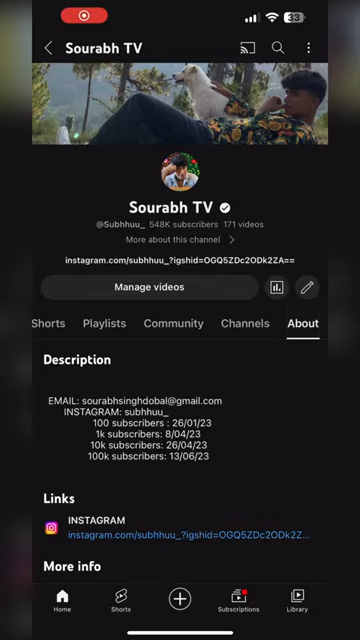 33
Sourabh TV
Sourabh TV
@Subhhuu_ 548K subscribers 171 videos
More about this channel
instagram.com/subhhuu_?igshid=OGQ5ZDc2ODk2ZA==
Manage videos
Shorts Playlists Community Channels About
Description
EMAIL: sourabhsinghdobal@gmail.com
INSTAGRAM: subhhuu_
100 subscribers : 26/01/23
1k subscribers: 8/04/23
10k subscribers: 26/04/23
100k subscribers: 13/06/23
Links
INSTAGRAM
instagram.com/subhhuu_?igshid=OGQ5ZDc2ODk2Z...
More info
Home Shorts Subscriptions Library